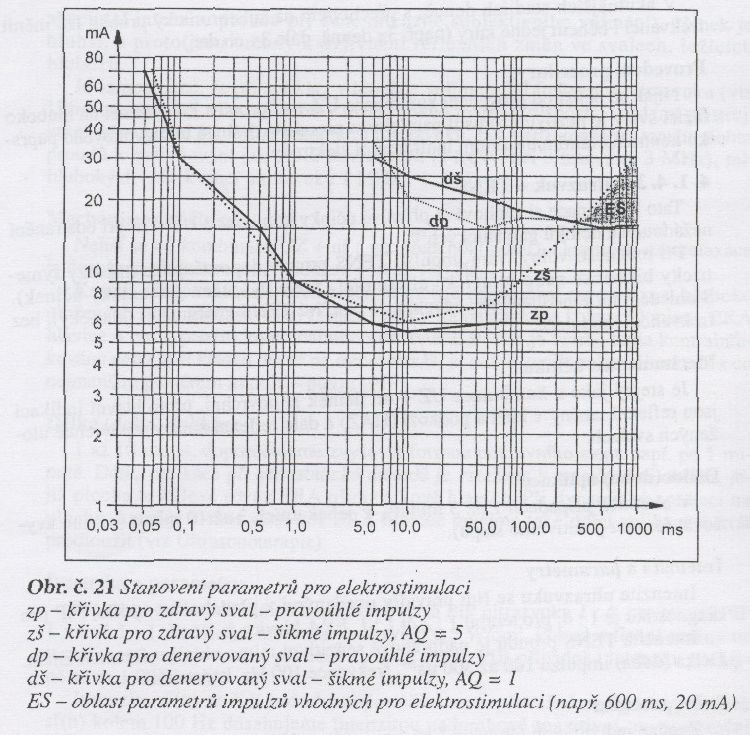 mA
80
60
50
40
30
20
10
8
6
5
4
3
2
1
dš
dp
ES
zš
zp
0,03 0,05 0,1 0,5 1,0 5,0 10,0 50,0 100,0 500 1000 ms
Obr. č. 21 Stanovení parametrů pro elektrostimulaci
zp – křivka pro zdravý sval – pravoúhlé impulzy
zš – křivka pro zdravý sval – šikmé impulzy, AQ = 5
dp – křivka pro denervovaný sval – pravoúhlé impulzy
dš – křivka pro denervovaný sval – šikmé impulzy, AQ = 1
ES – oblast parametrů impulzů vhodných pro elektrostimulaci (např. 600 ms, 20 mA)